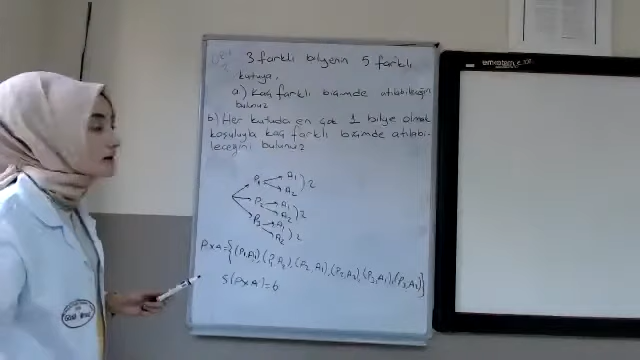 3 farklı bilyenin 5 farklı
kutuya,
a) Kaç farklı biçimde atılabileceğini
bulunuz
b) Her kutuda en çok 1 bilye olmak
koşuluyla kaç farklı biçimde atılabi-
leceğini bulunuz
P1 A1
A2 ) 2
P2 A1
A2 ) 2
P3 A1
A2 ) 2
PxA={(P1,A1),(P1,A2),(P2,A1),(P2,A2),(P3,A1),(P3,A2)}
S(PxA)=6